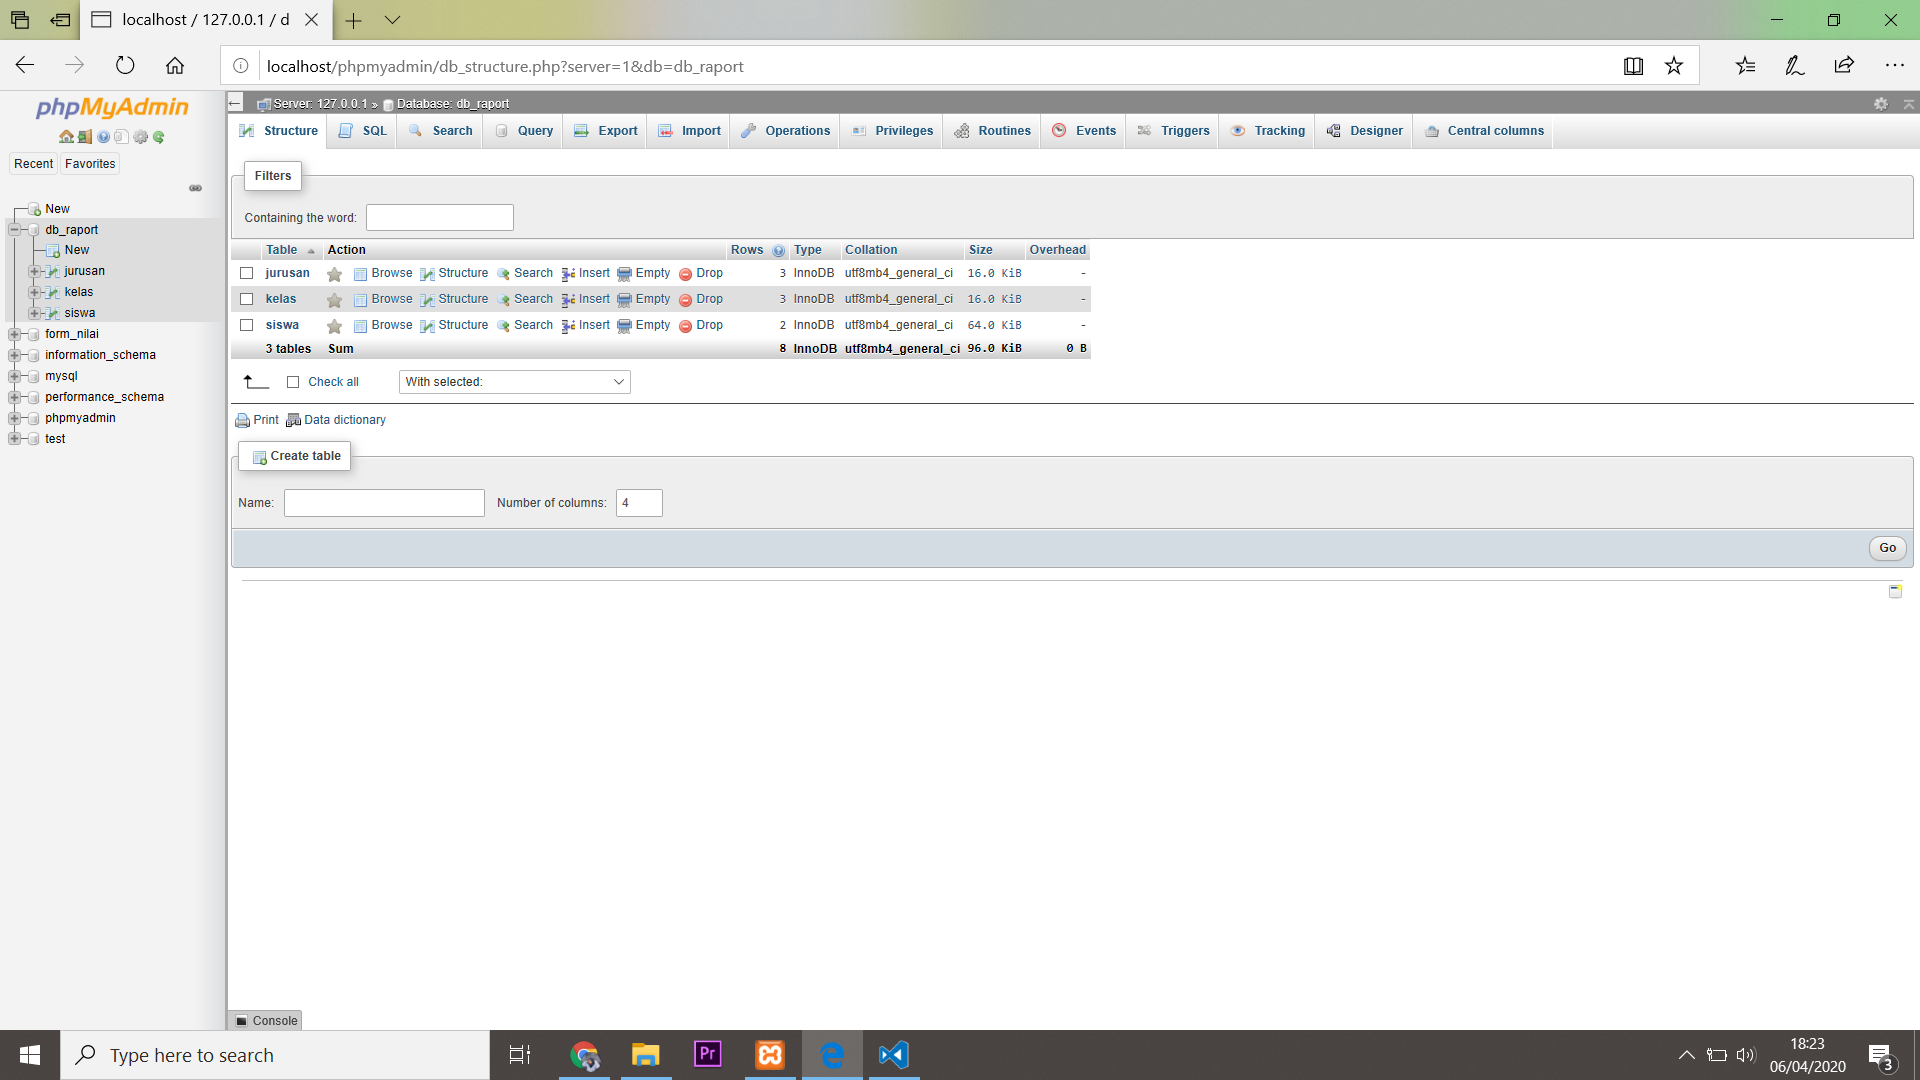 localhost / 127.0.0.1 / d
localhost/phpmyadmin/db_structure.php?server=1&db=db_raport
phpMyAdmin
Recent Favorites
New
db_raport
New
jurusan
kelas
siswa
form_nilai
information_schema
mysql
performance_schema
phpmyadmin
test
Server: 127.0.0.1 » Database: db_raport
Structure SQL Search Query Export Import Operations Privileges Routines Events Triggers Tracking Designer Central columns
Filters
Containing the word:
Table Action Rows Type Collation Size Overhead
jurusan Browse Structure Search Insert Empty Drop 3 InnoDB utf8mb4_general_ci 16.0 KiB -
kelas Browse Structure Search Insert Empty Drop 3 InnoDB utf8mb4_general_ci 16.0 KiB -
siswa Browse Structure Search Insert Empty Drop 2 InnoDB utf8mb4_general_ci 64.0 KiB -
3 tables Sum 8 InnoDB utf8mb4_general_ci 96.0 KiB 0 B
Check all With selected:
Print Data dictionary
Create table
Name: Number of columns: 4
Go
Console
Type here to search
Pr
18:23
06/04/2020
3